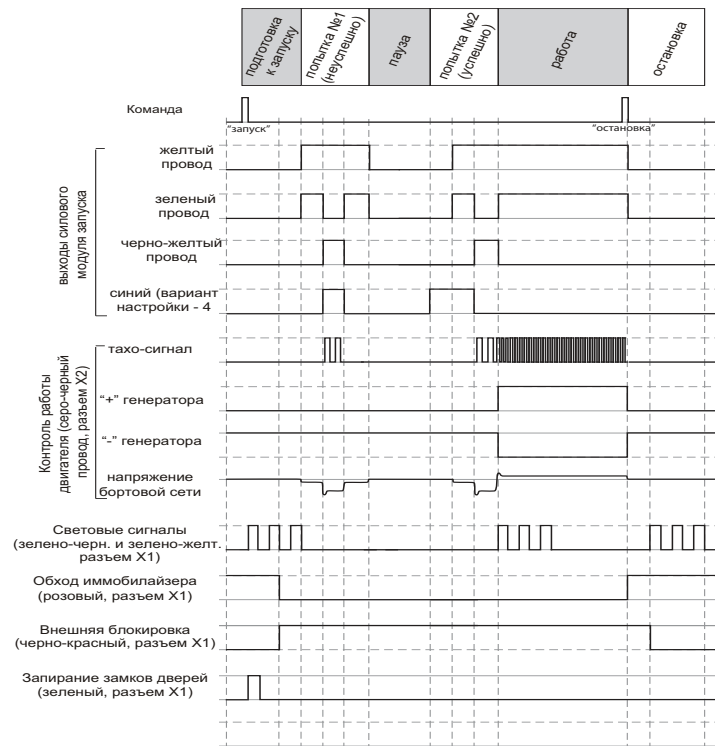 подготовка
к запуску
попытка №1
(неуспешно)
пауза
попытка №2
(успешно)
работа
остановка
Команда
"запуск"
"остановка"
выходы силового
модуля запуска
желтый
провод
зеленый
провод
черно-желтый
провод
синий (вариант
настройки - 4
Контроль работы
двигателя (серо-черный
провод, разъем X2)
тахо-сигнал
"+" генератора
"-" генератора
напряжение
бортовой сети
Световые сигналы
(зелено-черн. и зелено-желт.
разъем X1)
Обход иммобилайзера
(розовый, разъем X1)
Внешняя блокировка
(черно-красный, разъем X1)
Запирание замков дверей
(зеленый, разъем X1)